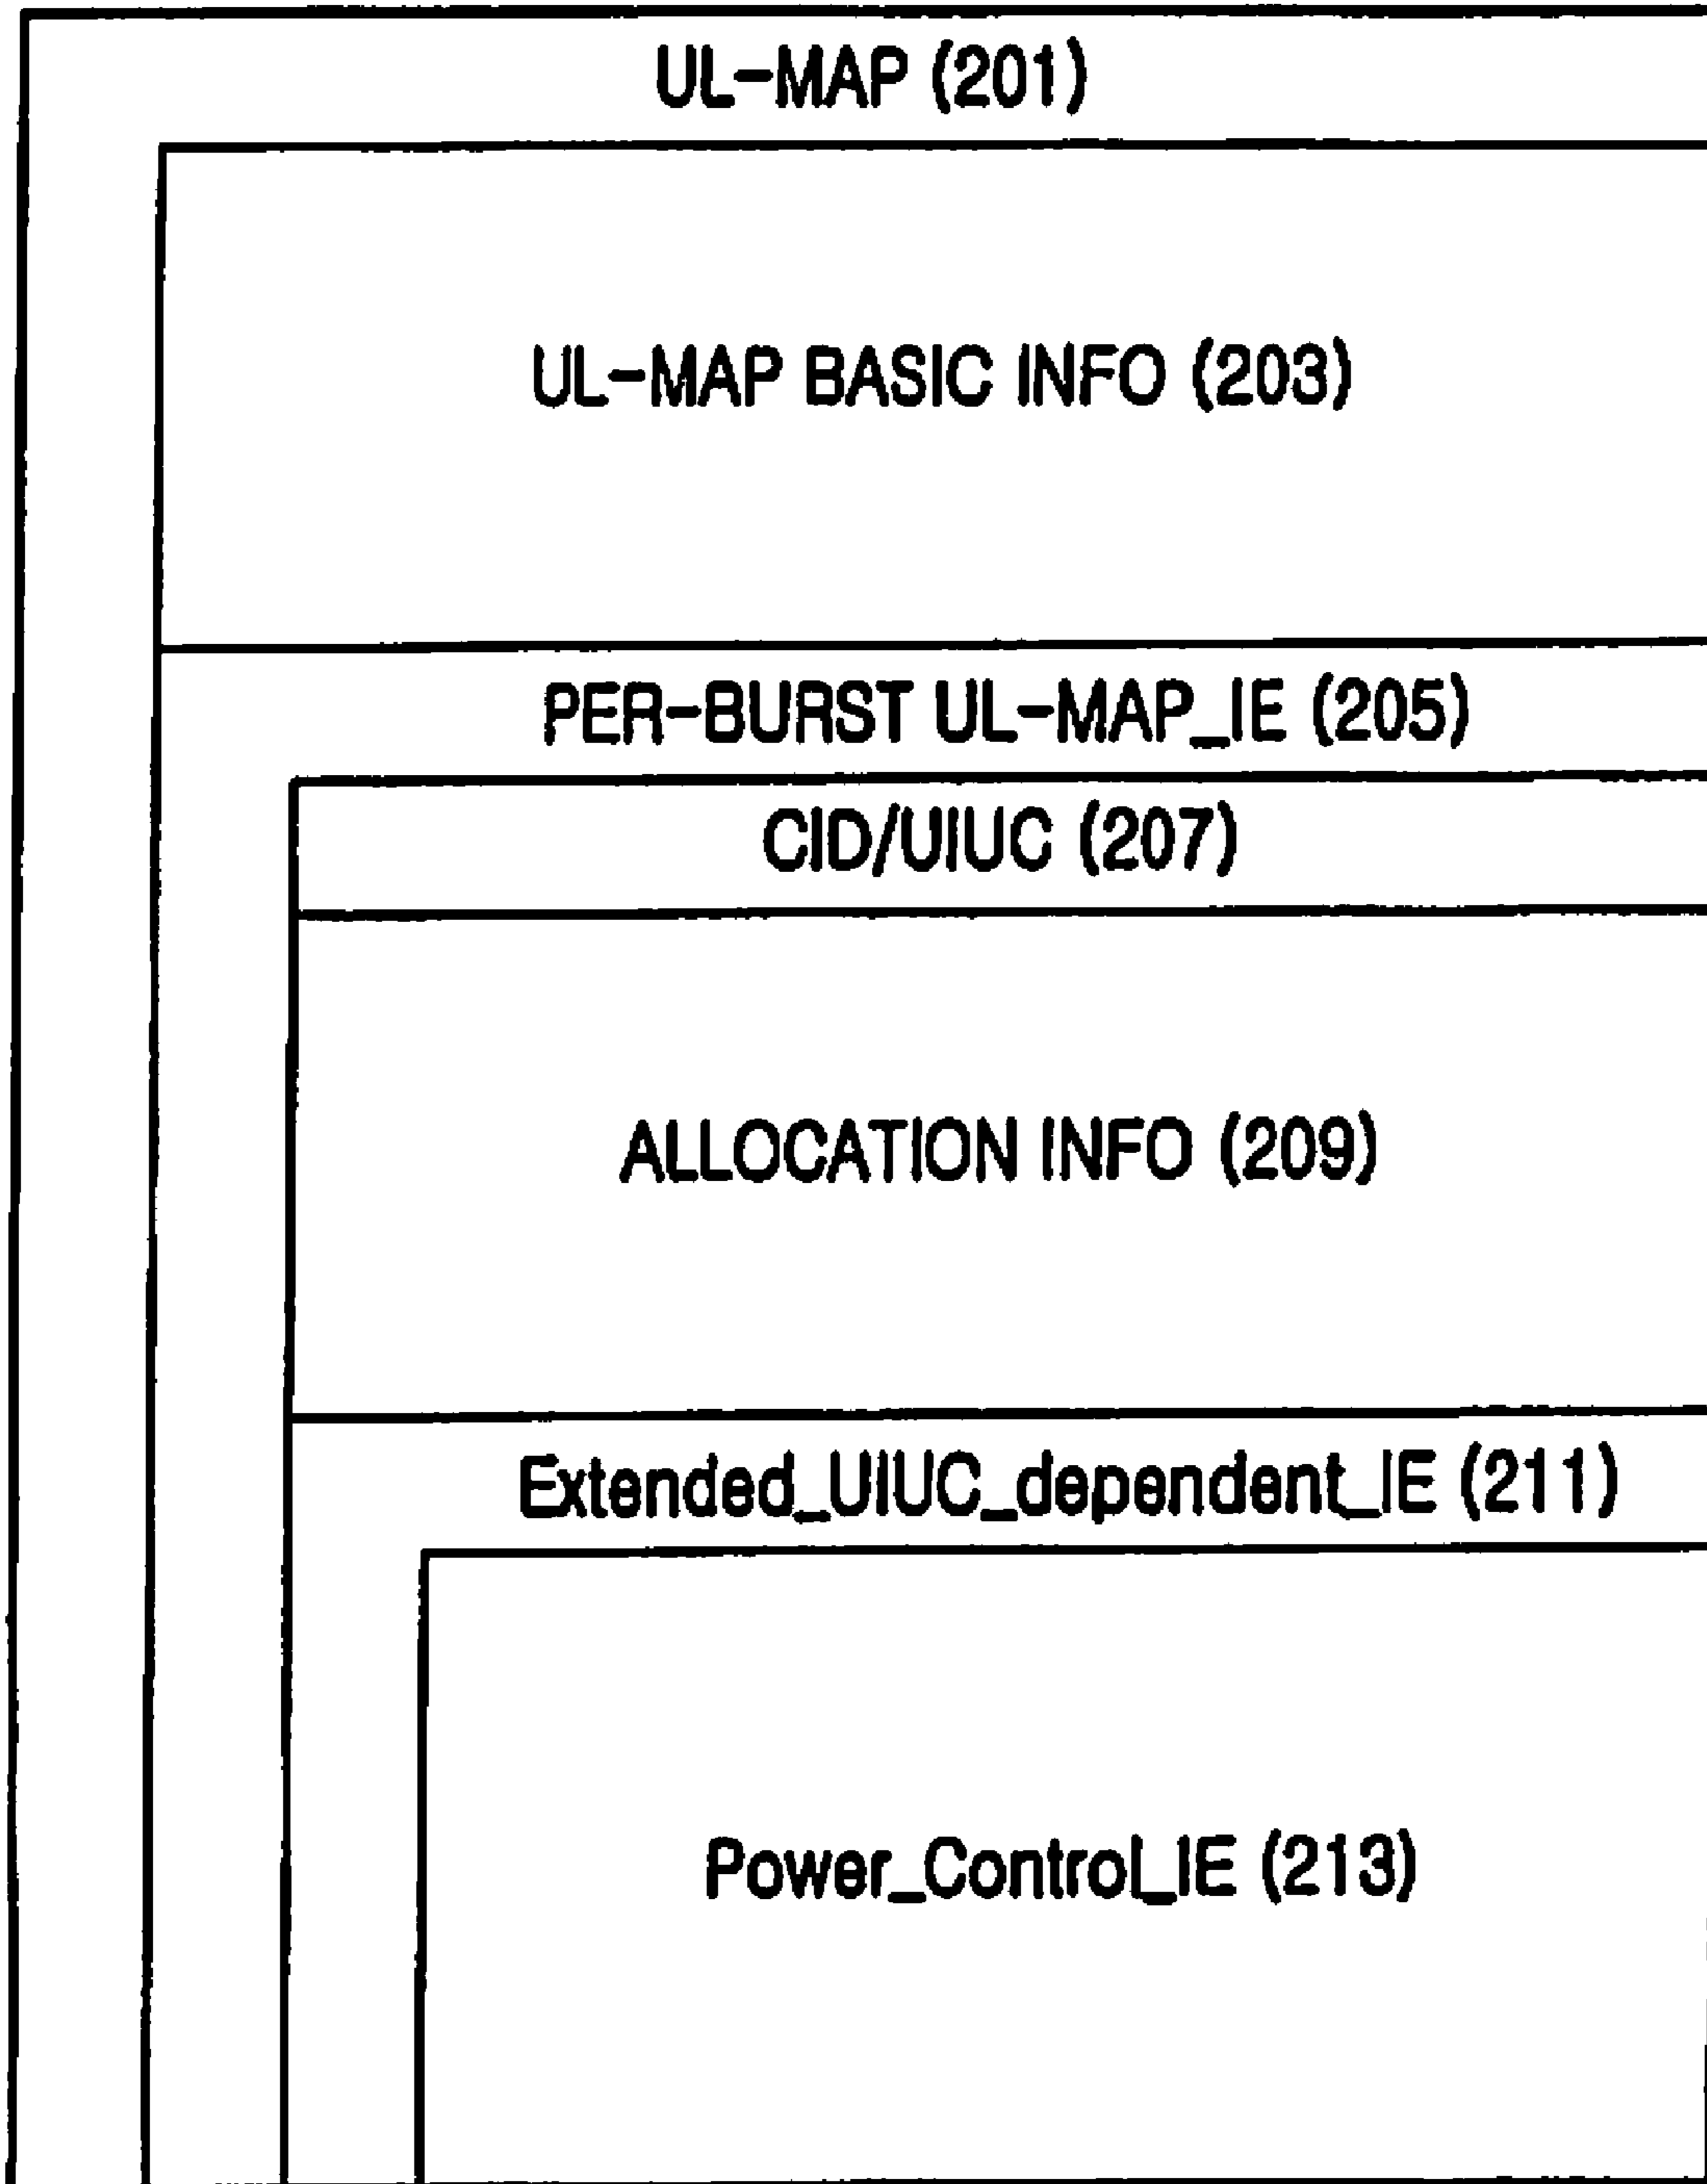 UL-MAP (201)
UL-MAP BASIC INFO (203)
PER-BURST UL-MAP_IE (205)
CID/UIUC (207)
ALLOCATION INFO (209)
Extended_UIUC_dependent_IE (211)
Power_Control_IE (213)